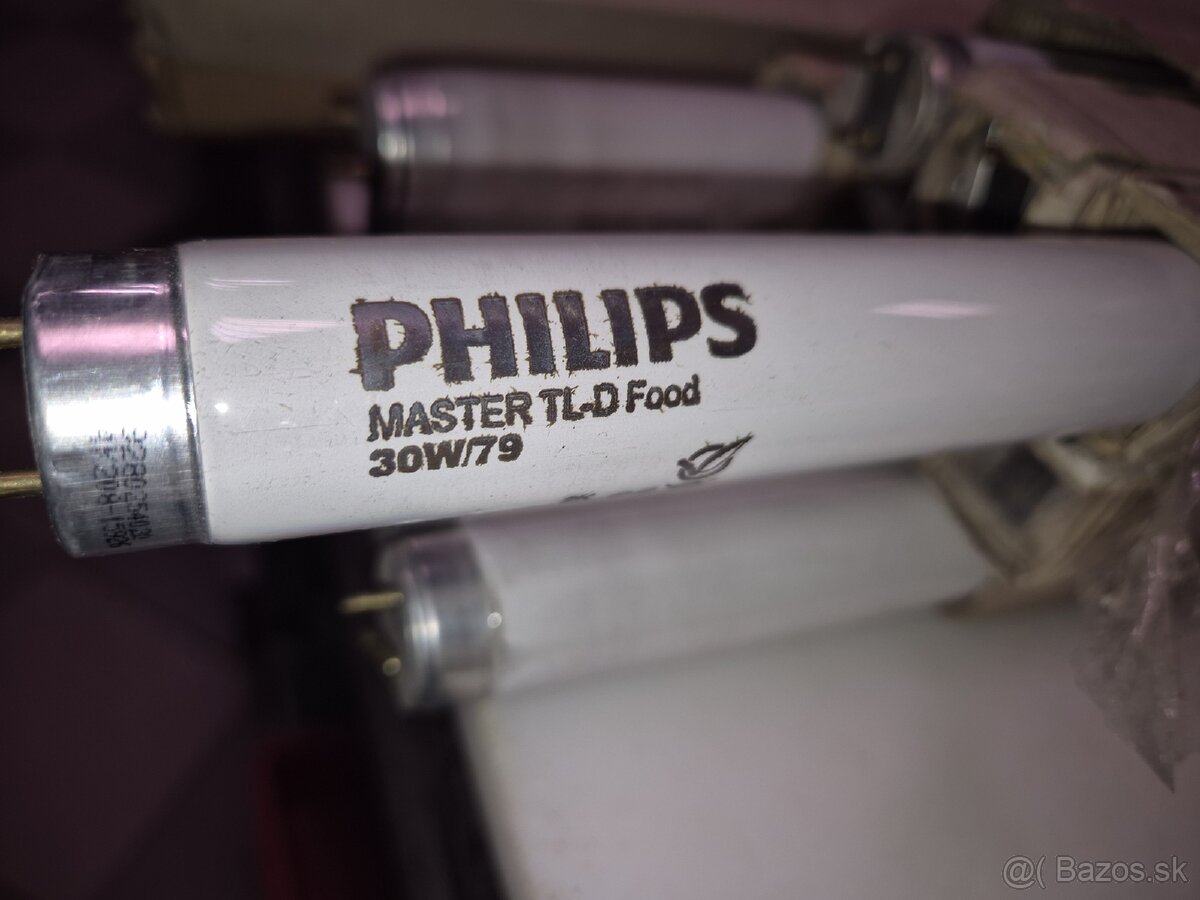 PHILIPS
MASTER TL-D Food
30W/79
@( Bazos.sk